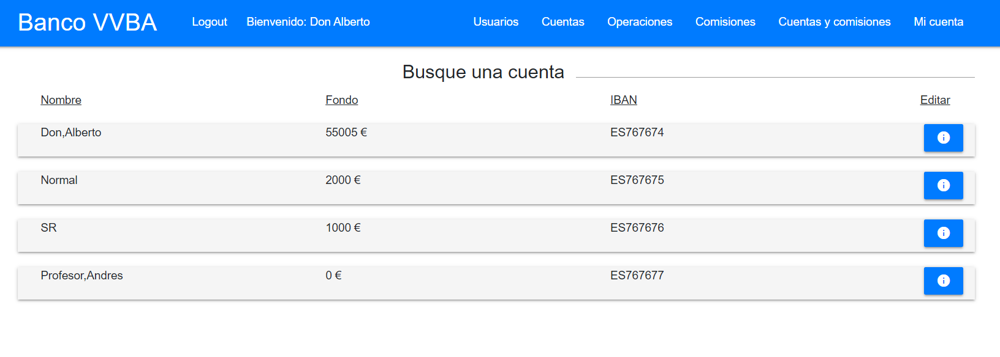 Banco VVBA Logout Bienvenido: Don Alberto Usuarios Cuentas Operaciones Comisiones Cuentas y comisiones Mi cuenta
Busque una cuenta
Nombre Fondo IBAN Editar
Don,Alberto 55005 € ES767674
Normal 2000 € ES767675
SR 1000 € ES767676
Profesor,Andres 0 € ES767677